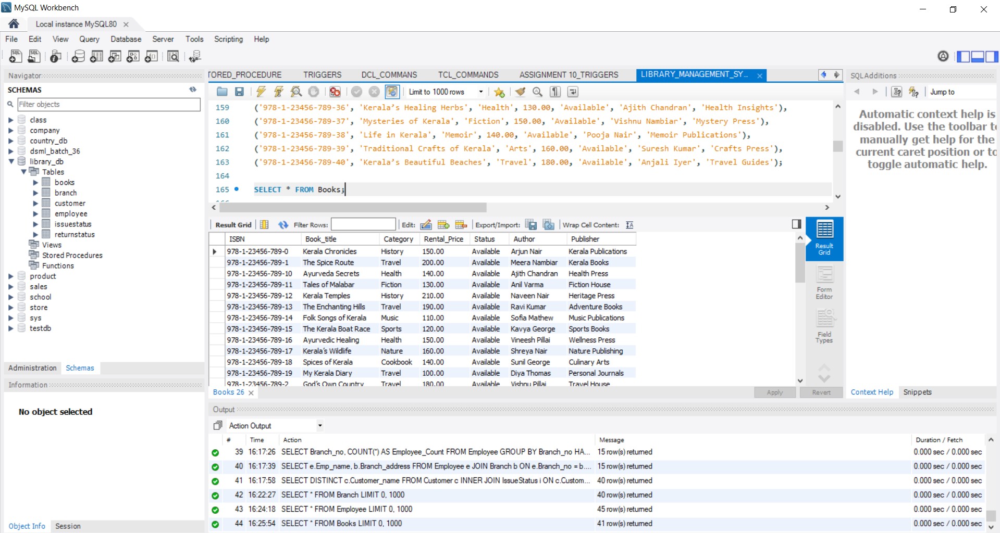 MySQL Workbench
Local instance MySQL80
File Edit View Query Database Server Tools Scripting Help
Navigator
SCHEMAS
Filter objects
class
company
country_db
dsml_batch_36
library_db
Tables
books
branch
customer
employee
issuestatus
returnstatus
Views
Stored Procedures
Functions
product
sales
school
store
sys
testdb
Administration Schemas
Information
No object selected
Object Info Session
TORED_PROCEDURE TRIGGERS DCL_COMMANS TCL_COMMANDS ASSIGNMENT 10_TRIGGERS LIBRARY_MANAGEMENT_SY...
Limit to 1000 rows
159 ('978-1-23456-789-36', 'Kerala’s Healing Herbs', 'Health', 130.00, 'Available', 'Ajith Chandran', 'Health Insights'),
160 ('978-1-23456-789-37', 'Mysteries of Kerala', 'Fiction', 150.00, 'Available', 'Vishnu Nambiar', 'Mystery Press'),
161 ('978-1-23456-789-38', 'Life in Kerala', 'Memoir', 140.00, 'Available', 'Pooja Nair', 'Memoir Publications'),
162 ('978-1-23456-789-39', 'Traditional Crafts of Kerala', 'Arts', 160.00, 'Available', 'Suresh Kumar', 'Crafts Press'),
163 ('978-1-23456-789-40', 'Kerala’s Beautiful Beaches', 'Travel', 180.00, 'Available', 'Anjali Iyer', 'Travel Guides');
164
165 SELECT * FROM Books;
Result Grid Filter Rows: Edit: Export/Import: Wrap Cell Content:
ISBN Book_title Category Rental_Price Status Author Publisher
978-1-23456-789-0 Kerala Chronicles History 150.00 Available Arjun Nair Kerala Publications
978-1-23456-789-1 The Spice Route Travel 200.00 Available Meera Nambiar Kerala Books
978-1-23456-789-10 Ayurveda Secrets Health 140.00 Available Ajith Chandran Health Press
978-1-23456-789-11 Tales of Malabar Fiction 130.00 Available Anil Varma Fiction House
978-1-23456-789-12 Kerala Temples History 210.00 Available Naveen Nair Heritage Press
978-1-23456-789-13 The Enchanting Hills Travel 190.00 Available Ravi Kumar Adventure Books
978-1-23456-789-14 Folk Songs of Kerala Music 110.00 Available Sofia Mathew Music Publications
978-1-23456-789-15 The Kerala Boat Race Sports 120.00 Available Kavya George Sports Books
978-1-23456-789-16 Ayurvedic Healing Health 150.00 Available Vineesh Pillai Wellness Press
978-1-23456-789-17 Kerala’s Wildlife Nature 160.00 Available Shreya Nair Nature Publishing
978-1-23456-789-18 Spices of Kerala Cookbook 140.00 Available Sunil George Culinary Arts
978-1-23456-789-19 My Kerala Diary Travel 100.00 Available Diya Thomas Personal Journals
978-1-23456-789-2 God’s Own Country Travel 180.00 Available Vishnu Pillai Travel House
Result Grid
Form Editor
Field Types
Books 26
Apply Revert
SQLAdditions
Jump to
Automatic context help is
disabled. Use the toolbar to
manually get help for the
current caret position or to
toggle automatic help.
Context Help Snippets
Output
Action Output
# Time Action Message Duration / Fetch
39 16:17:26 SELECT Branch_no, COUNT(*) AS Employee_Count FROM Employee GROUP BY Branch_no HA... 15 row(s) returned 0.000 sec / 0.000 sec
40 16:17:39 SELECT e.Emp_name, b.Branch_address FROM Employee e JOIN Branch b ON e.Branch_no = b.... 15 row(s) returned 0.000 sec / 0.000 sec
41 16:17:58 SELECT DISTINCT c.Customer_name FROM Customer c INNER JOIN IssueStatus i ON c.Custom... 40 row(s) returned 0.000 sec / 0.000 sec
42 16:22:27 SELECT * FROM Branch LIMIT 0, 1000 40 row(s) returned 0.000 sec / 0.000 sec
43 16:24:18 SELECT * FROM Employee LIMIT 0, 1000 45 row(s) returned 0.000 sec / 0.000 sec
44 16:25:54 SELECT * FROM Books LIMIT 0, 1000 41 row(s) returned 0.000 sec / 0.000 sec